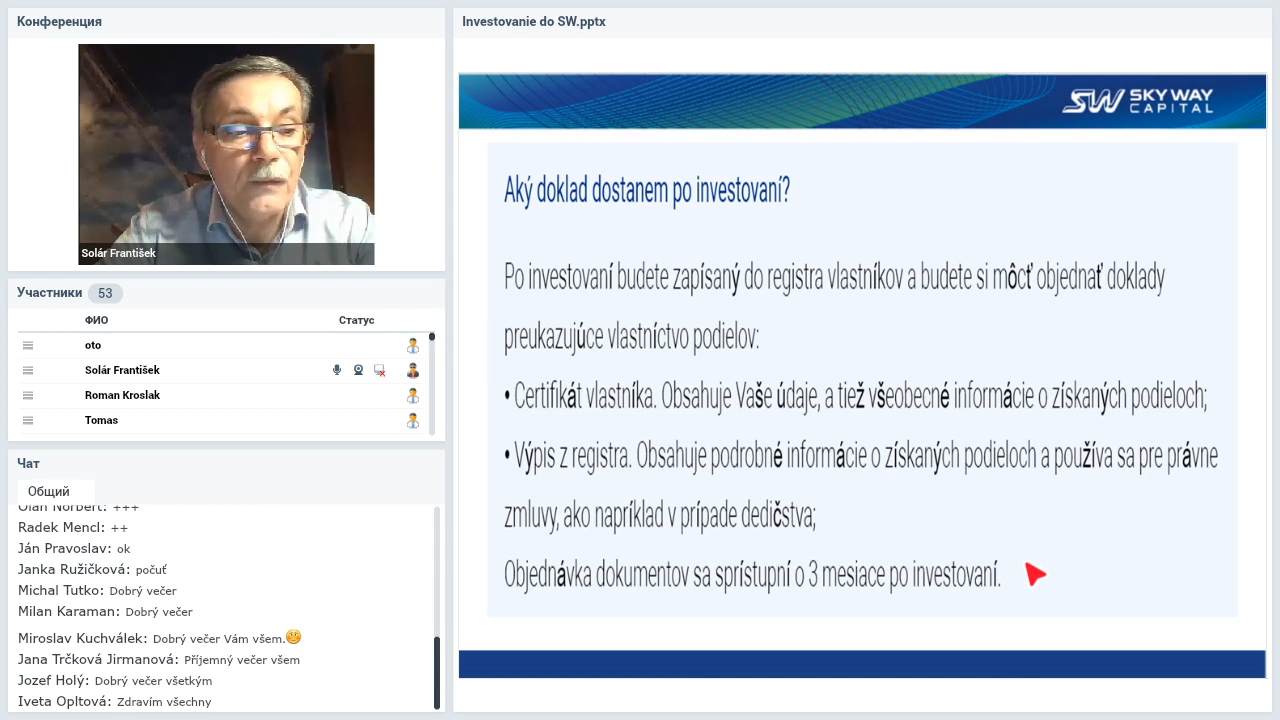 Конференция
Solár František
Участники 53
ФИО Статус
oto
Solár František
Roman Kroslak
Tomas
Чат
Общий
Olah Norbert: +++
Radek Mencl: ++
Ján Pravoslav: ok
Janka Ružičková: počuť
Michal Tutko: Dobrý večer
Milan Karaman: Dobrý večer
Miroslav Kuchválek: Dobrý večer Vám všem.
Jana Trčková Jirmanová: Příjemný večer všem
Jozef Holý: Dobrý večer všetkým
Iveta Opltová: Zdravím všechny
Investovanie do SW.pptx
SW SKY WAY
CAPITAL
Aký doklad dostanem po investovaní?
Po investovaní budete zapísaný do registra vlastníkov a budete si môcť objednať doklady
preukazujúce vlastníctvo podielov:
• Certifikát vlastníka. Obsahuje Vaše údaje, a tiež všeobecné informácie o získaných podieloch;
• Výpis z registra. Obsahuje podrobné informácie o získaných podieloch a používa sa pre právne
zmluvy, ako napríklad v prípade dedičstva;
Objednávka dokumentov sa sprístupní o 3 mesiace po investovaní.